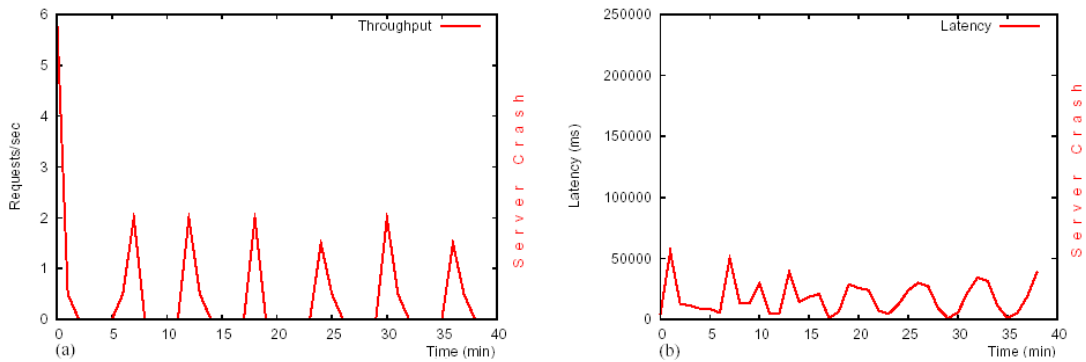 6
5
4
3
2
1
0
Requests/sec
Throughput
0 5 10 15 20 25 30 35 40
(a)
Time (min)
Server Crash
250000
200000
150000
100000
50000
0
Latency (ms)
Latency
0 5 10 15 20 25 30 35 40
(b)
Time (min)
Server Crash